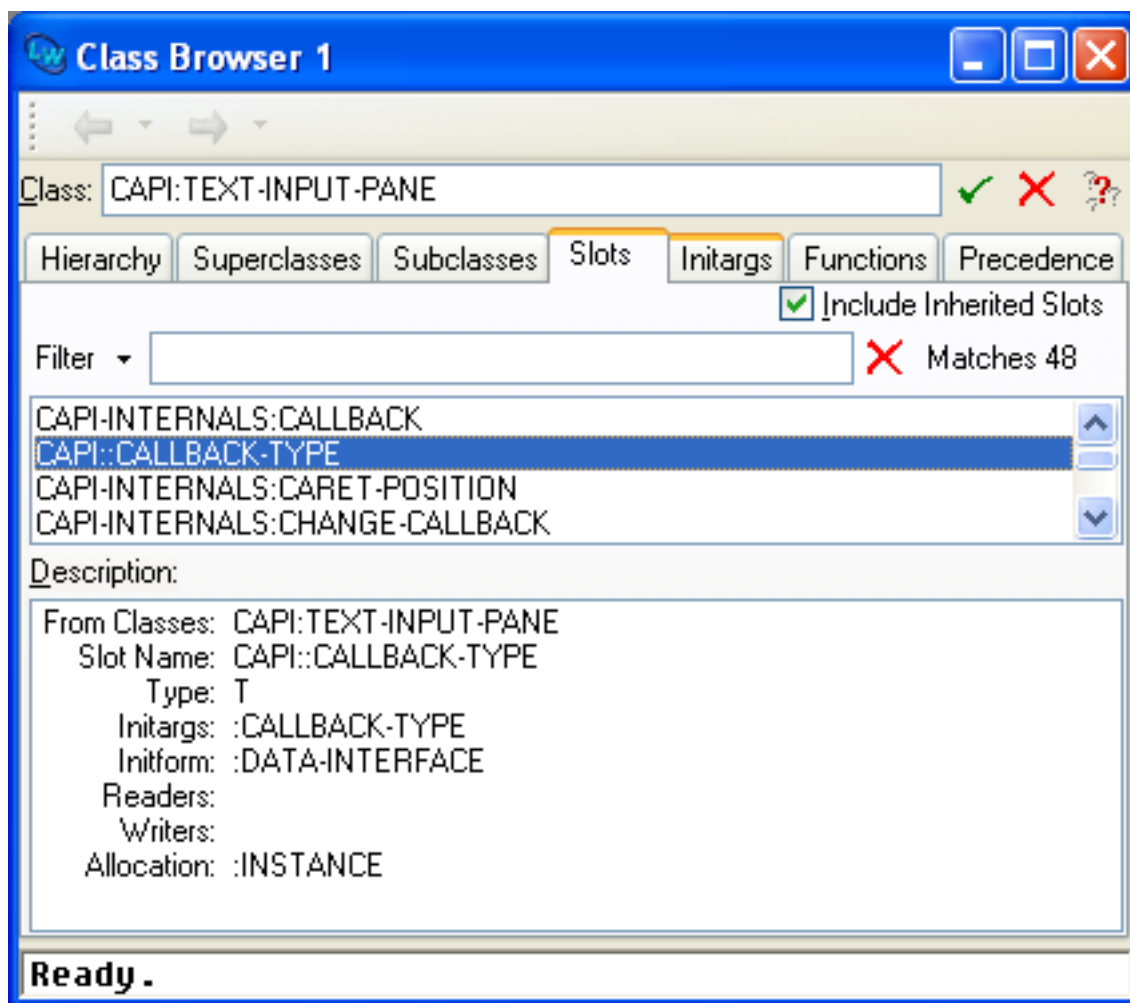 LW Class Browser 1
Class: CAPI:TEXT-INPUT-PANE ???
Hierarchy Superclasses Subclasses Slots Initargs Functions Precedence
Include Inherited Slots
Filter Matches 48
CAPI-INTERNALS:CALLBACK
CAPI::CALLBACK-TYPE
CAPI-INTERNALS:CARET-POSITION
CAPI-INTERNALS:CHANGE-CALLBACK
Description:
From Classes: CAPI:TEXT-INPUT-PANE
Slot Name: CAPI::CALLBACK-TYPE
Type: T
Initargs: :CALLBACK-TYPE
Initform: :DATA-INTERFACE
Readers:
Writers:
Allocation: :INSTANCE
Ready.